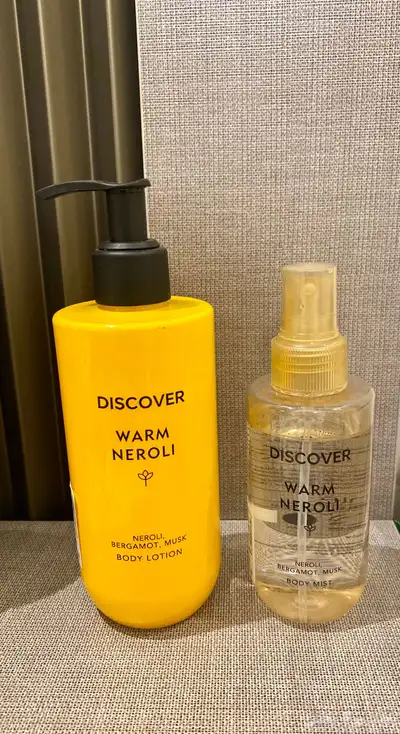 DISCOVER
WARM
NEROLI
NEROLI,
BERGAMOT, MUSK
BODY LOTION
DISCOVER
WARM
NEROLI
NEROLI,
BERGAMOT, MUSK
BODY MIST